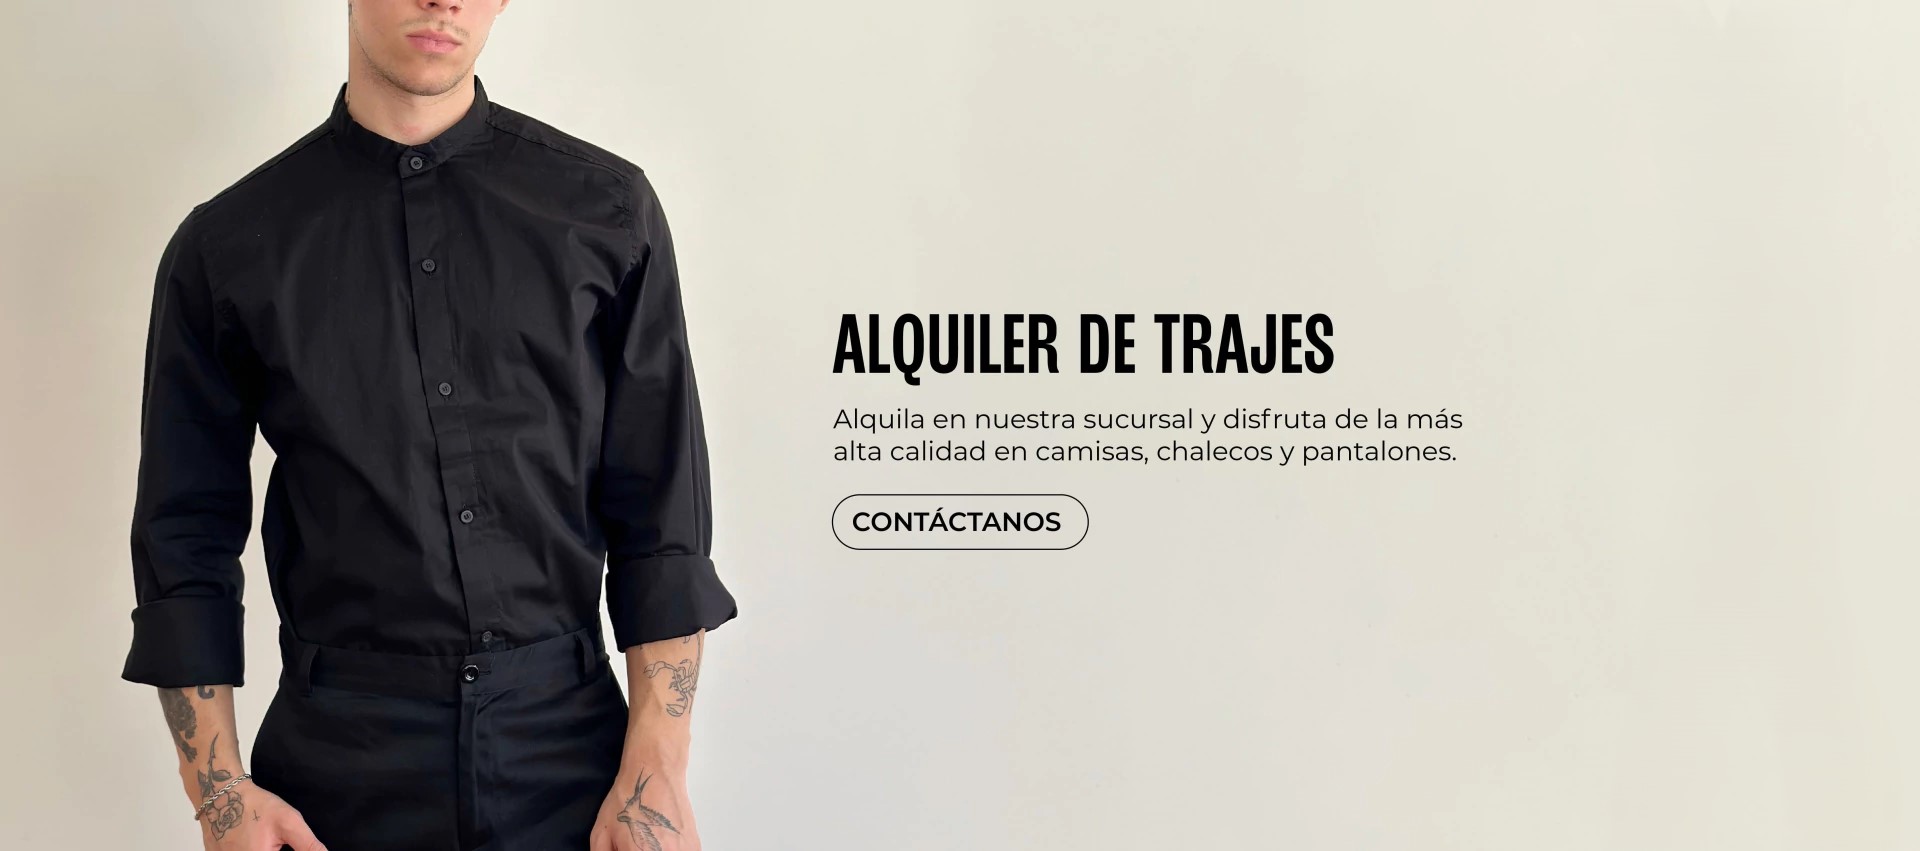 ALQUILER DE TRAJES
Alquila en nuestra sucursal y disfruta de la más
alta calidad en camisas, chalecos y pantalones.
CONTÁCTANOS